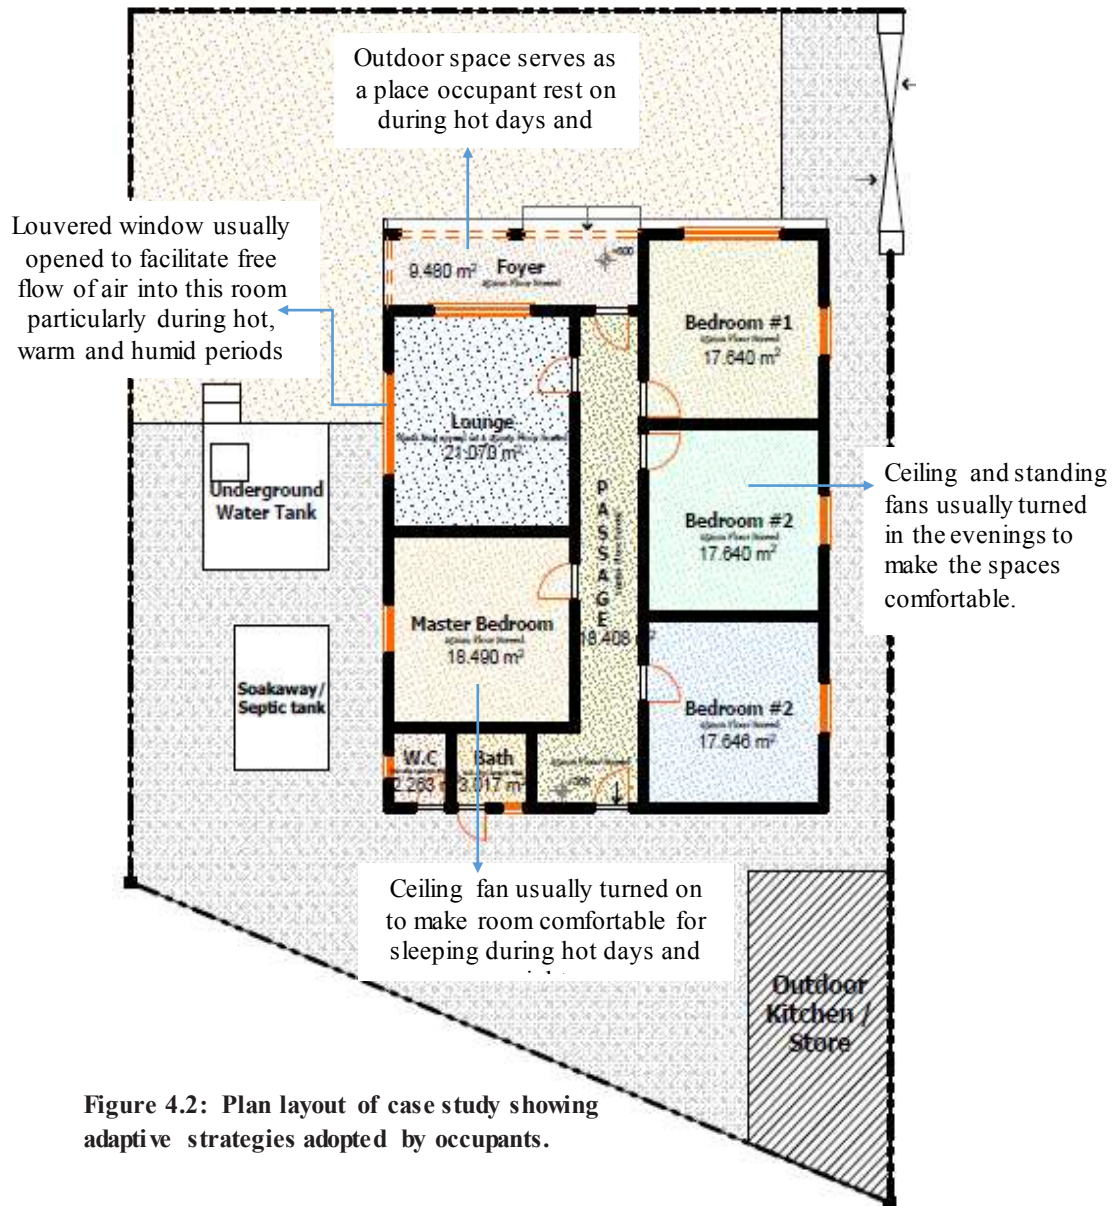 Outdoor space serves as
a place occupant rest on
during hot days and
Louvered window usually
opened to facilitate free
flow of air into this room
particularly during hot,
warm and humid periods
9.480 m²
Foyer
Bedroom #1
17.640 m²
Lounge
21.070 m²
Underground
Water Tank
PASSAGE
18.408 m²
Bedroom #2
17.640 m²
Ceiling and standing
fans usually turned
in the evenings to
make the spaces
comfortable.
Master Bedroom
18.490 m²
Soakaway/
Septic tank
Bedroom #2
17.646 m²
W.C
2.263 m²
Bath
3.017 m²
Ceiling fan usually turned on
to make room comfortable for
sleeping during hot days and
Outdoor
Kitchen /
Store
Figure 4.2: Plan layout of case study showing
adaptive strategies adopted by occupants.